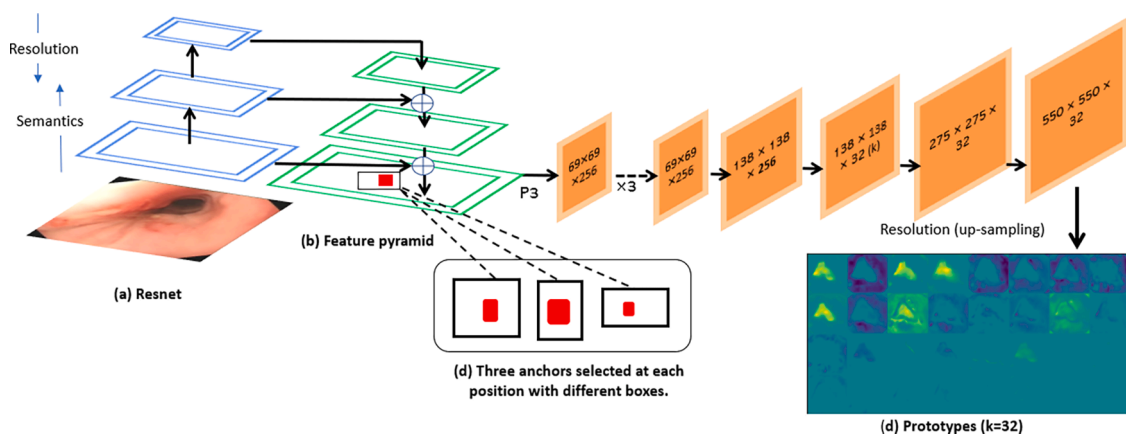 Resolution
Semantics
(a) Resnet
(b) Feature pyramid
P3
69×69
×256
×3
69×69
×256
138 × 138
× 256
138 × 138
× 32 (k)
275 × 275 ×
32
550 × 550 ×
32
Resolution (up-sampling)
(d) Three anchors selected at each
position with different boxes.
(d) Prototypes (k=32)